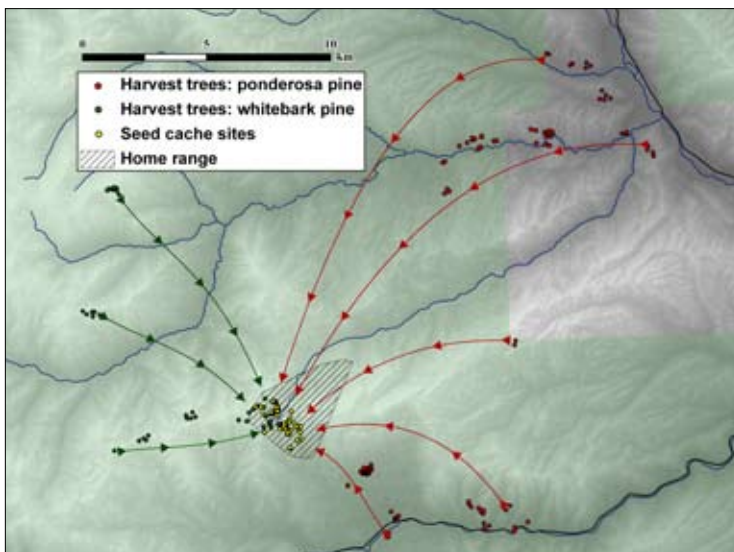 0 5 10
Km
Harvest trees: ponderosa pine
Harvest trees: whitebark pine
Seed cache sites
Home range